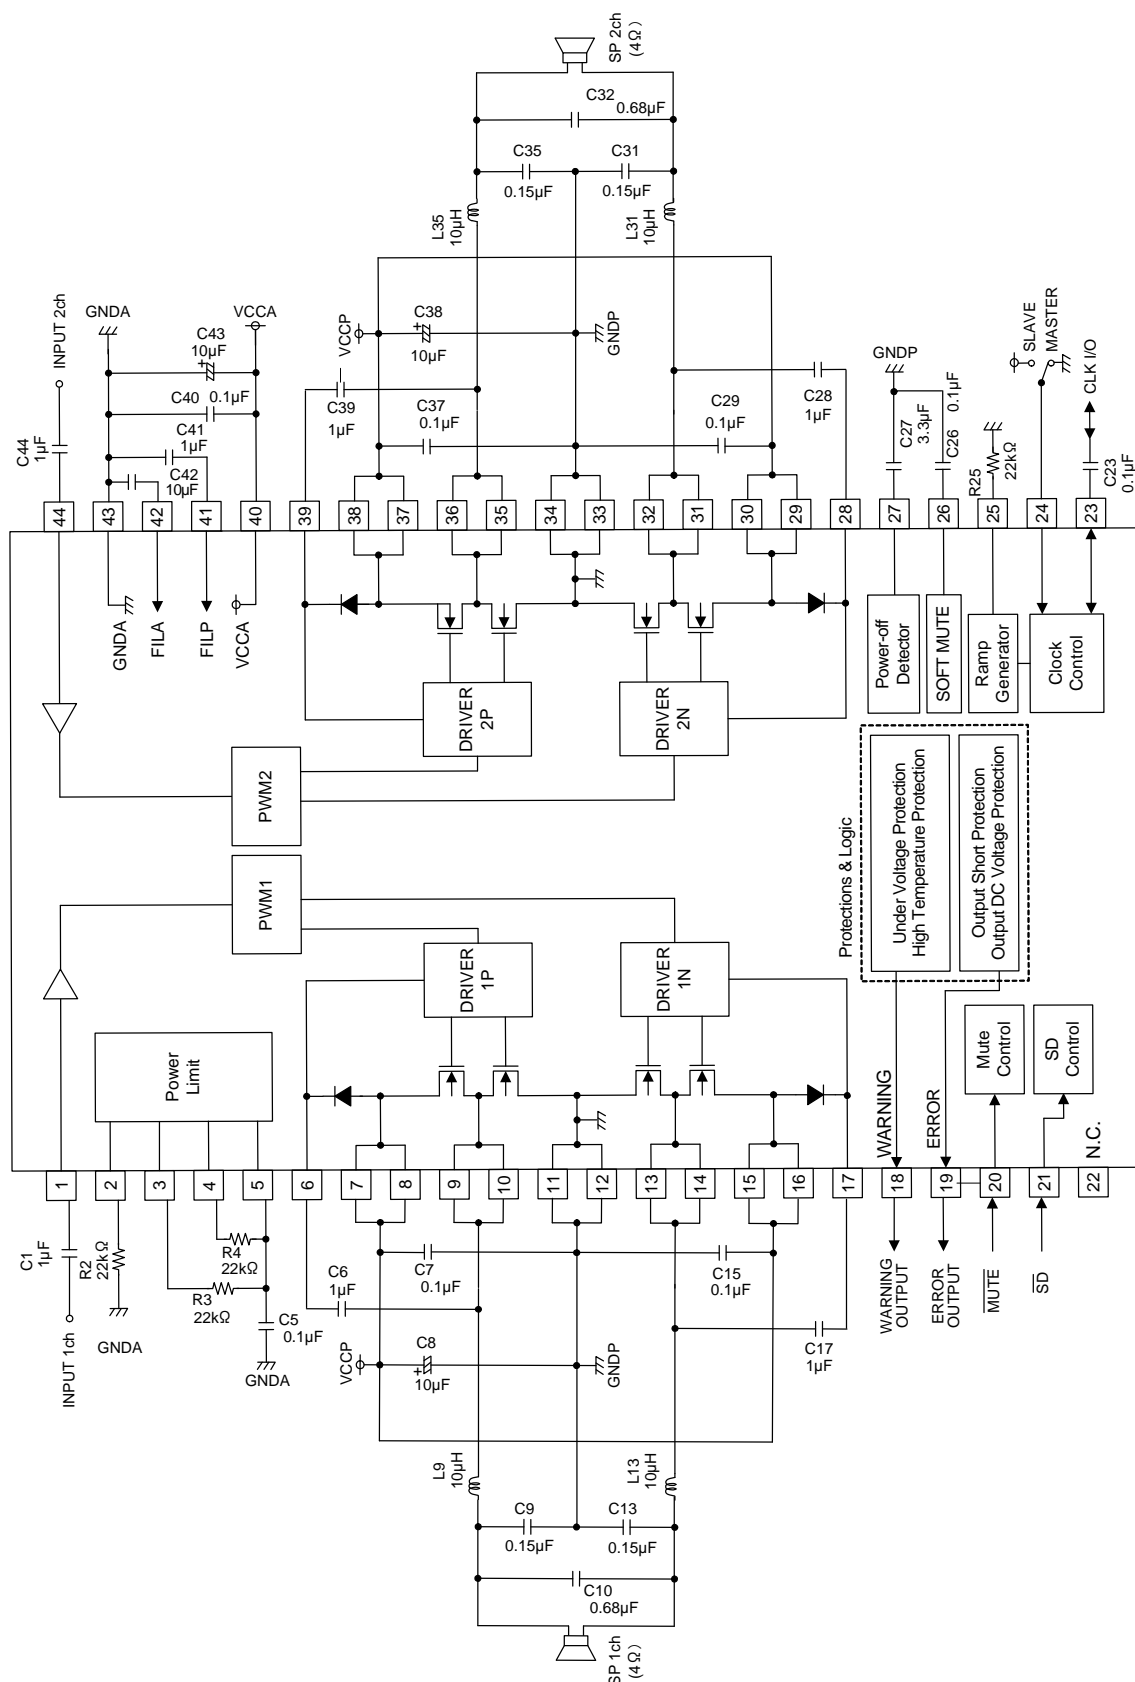 SP 2ch
(4Ω)
C32
0.68µF
C35
0.15µF
C31
0.15µF
L35
10µH
L31
10µH
INPUT 2ch
GNDA
VCCA
C43
10µF
+
C40
0.1µF
C41
1µF
C42
10µF
C44
1µF
VCCP
C38
+
10µF
GNDP
C39
1µF
C37
0.1µF
C29
0.1µF
C28
1µF
GNDP
C27
3.3µF
C26
0.1µF
R25
22kΩ
SLAVE
MASTER
CLK I/O
C23
0.1µF
44
43
42
41
40
39
38
37
36
35
34
33
32
31
30
29
28
27
26
25
24
23
GNDA
FILA
FILP
VCCA
DRIVER
2P
DRIVER
2N
PWM2
Power-off
Detector
SOFT MUTE
Ramp
Generator
Clock
Control
Protections & Logic
Under Voltage Protection
High Temperature Protection
Output Short Protection
Output DC Voltage Protection
PWM1
DRIVER
1P
DRIVER
1N
Power
Limit
WARNING
ERROR
Mute
Control
SD
Control
N.C.
1
2
3
4
5
6
7
8
9
10
11
12
13
14
15
16
17
18
19
20
21
22
INPUT 1ch
C1
1µF
R2
22kΩ
GNDA
R3
22kΩ
R4
22kΩ
C5
0.1µF
GNDA
C6
1µF
C7
0.1µF
C15
0.1µF
C17
1µF
VCCP
C8
+
10µF
GNDP
WARNING
OUTPUT
ERROR
OUTPUT
MUTE
SD
L9
10µH
L13
10µH
C9
0.15µF
C13
0.15µF
C10
0.68µF
SP 1ch
(4Ω)